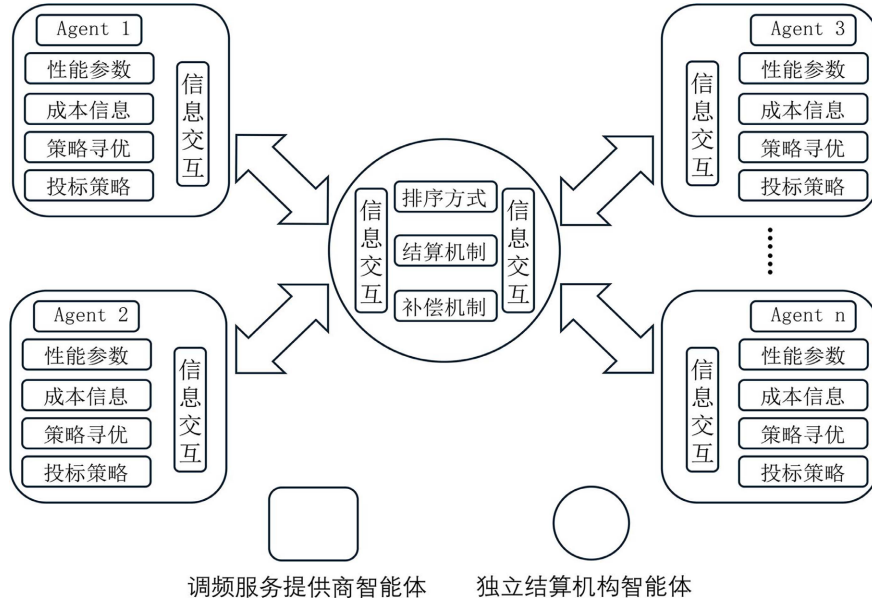 Agent 1
性能参数
成本信息
策略寻优
投标策略
信息交互
Agent 3
信息交互
性能参数
成本信息
策略寻优
投标策略
信息交互
排序方式
结算机制
补偿机制
信息交互
Agent 2
性能参数
成本信息
策略寻优
投标策略
信息交互
Agent n
信息交互
性能参数
成本信息
策略寻优
投标策略
调频服务提供商智能体
独立结算机构智能体